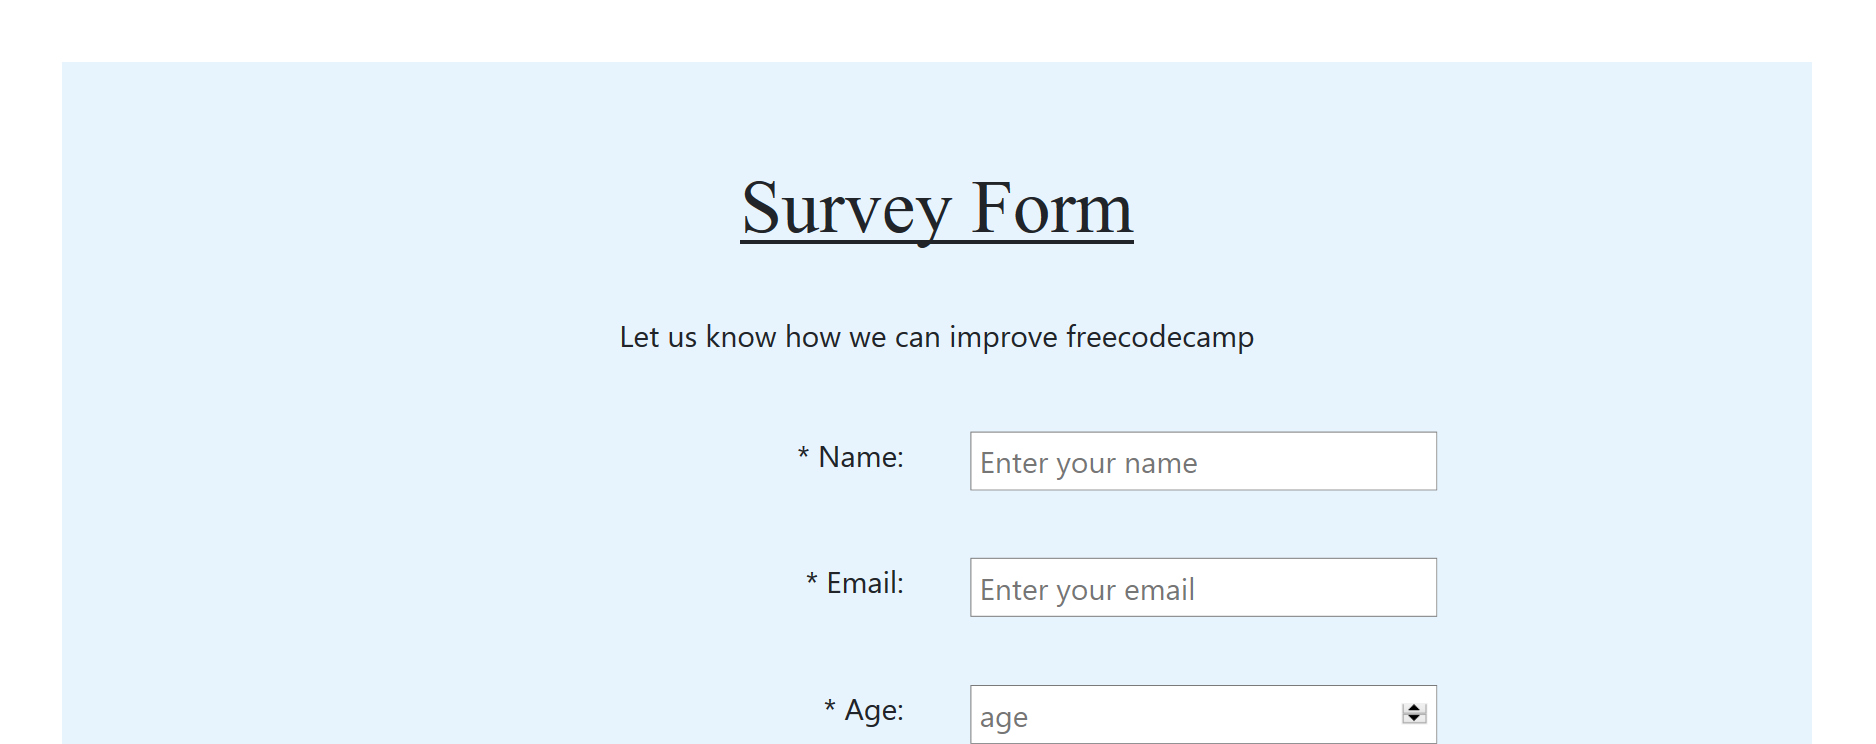 Survey Form
Let us know how we can improve freecodecamp
* Name: Enter your name
* Email: Enter your email
* Age: age